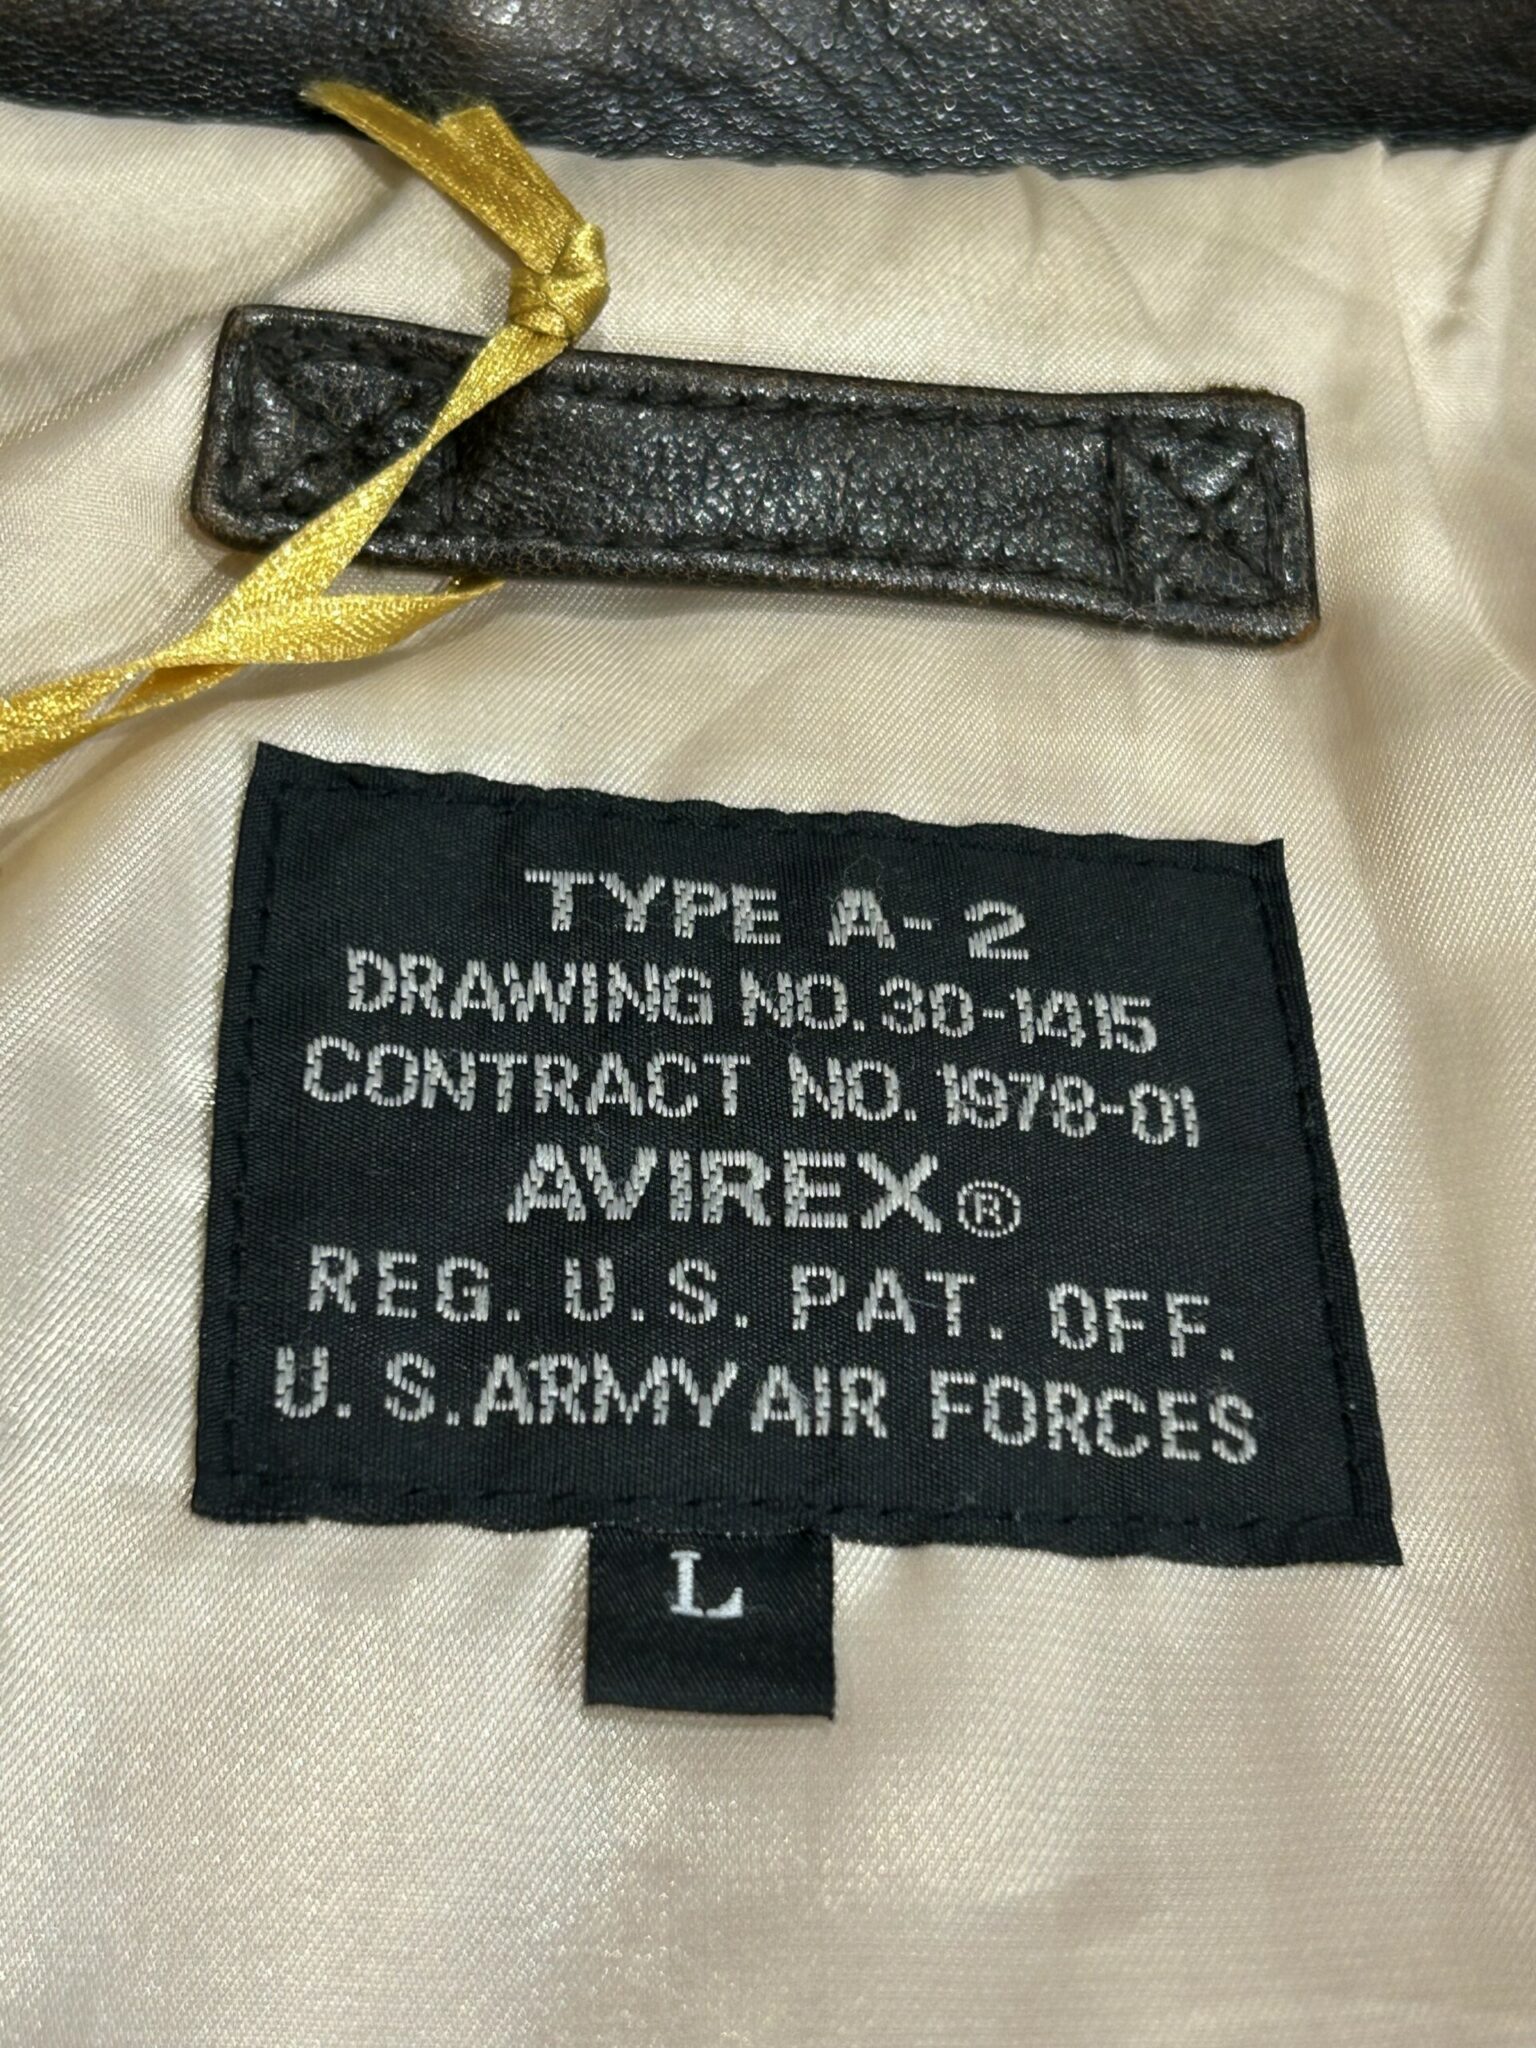 TYPE A-2
DRAWING NO. 30-1415
CONTRACT NO. 1978-01
AVIREX®
REG. U.S. PAT. OFF.
U.S. ARMY AIR FORCES
L